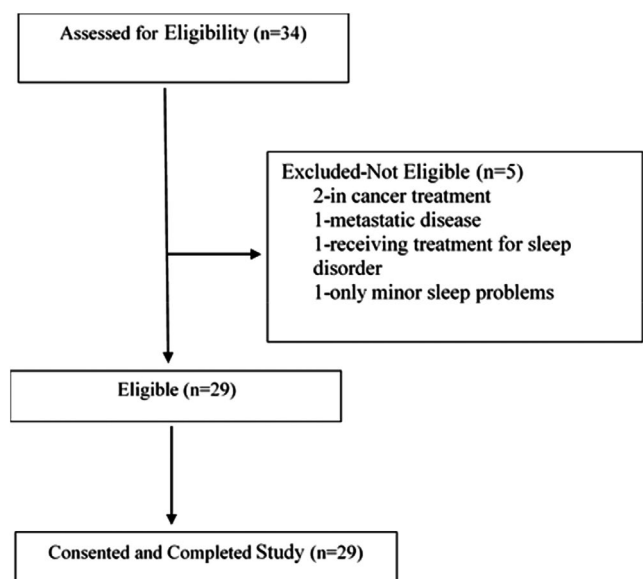 Assessed for Eligibility (n=34)
Excluded-Not Eligible (n=5)
2-in cancer treatment
1-metastatic disease
1-receiving treatment for sleep
disorder
1-only minor sleep problems
Eligible (n=29)
Consented and Completed Study (n=29)